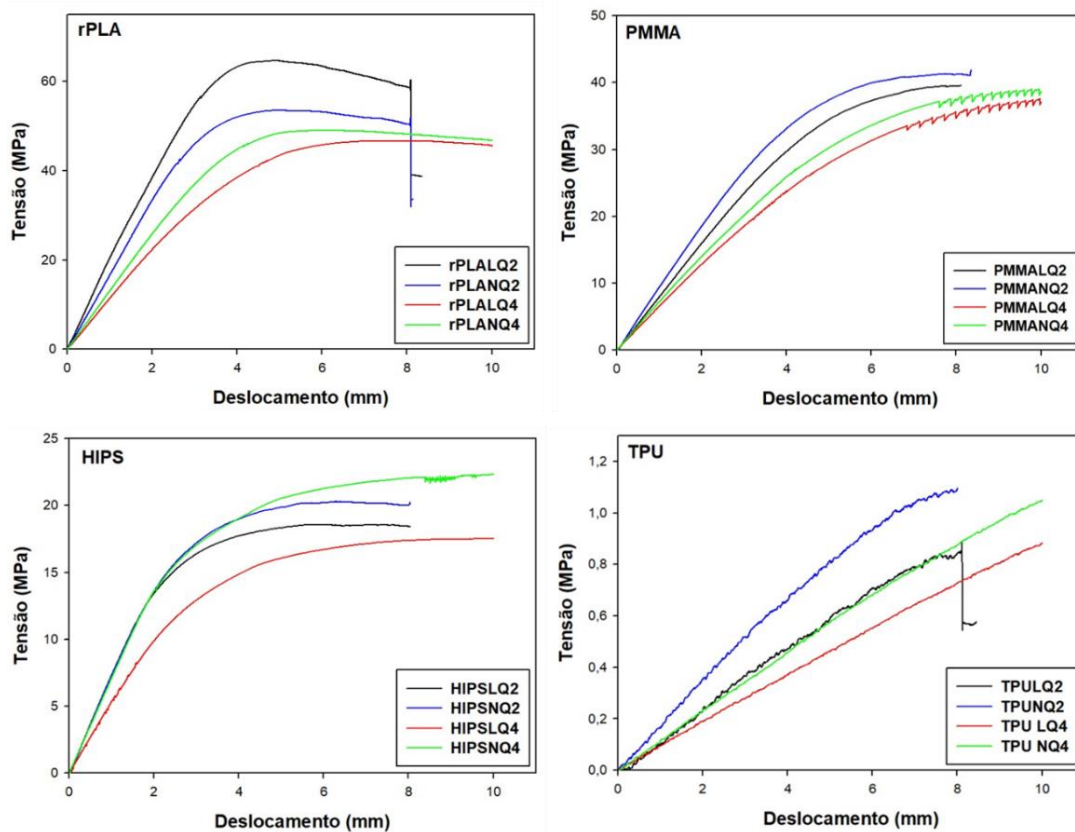 rPLA
60
40
20
0
Tensão (MPa)
rPLALQ2
rPLANQ2
rPLALQ4
rPLANQ4
0 2 4 6 8 10
Deslocamento (mm)
PMMA
50
40
30
20
10
0
Tensão (MPa)
PMMALQ2
PMMANQ2
PMMALQ4
PMMANQ4
0 2 4 6 8 10
Deslocamento (mm)
HIPS
25
20
15
10
5
0
Tensão (MPa)
HIPSLQ2
HIPSNQ2
HIPSLQ4
HIPSNQ4
0 2 4 6 8 10
Deslocamento (mm)
TPU
1,2
1,0
0,8
0,6
0,4
0,2
0,0
Tensão (MPa)
TPULQ2
TPUNQ2
TPU LQ4
TPU NQ4
0 2 4 6 8 10
Deslocamento (mm)